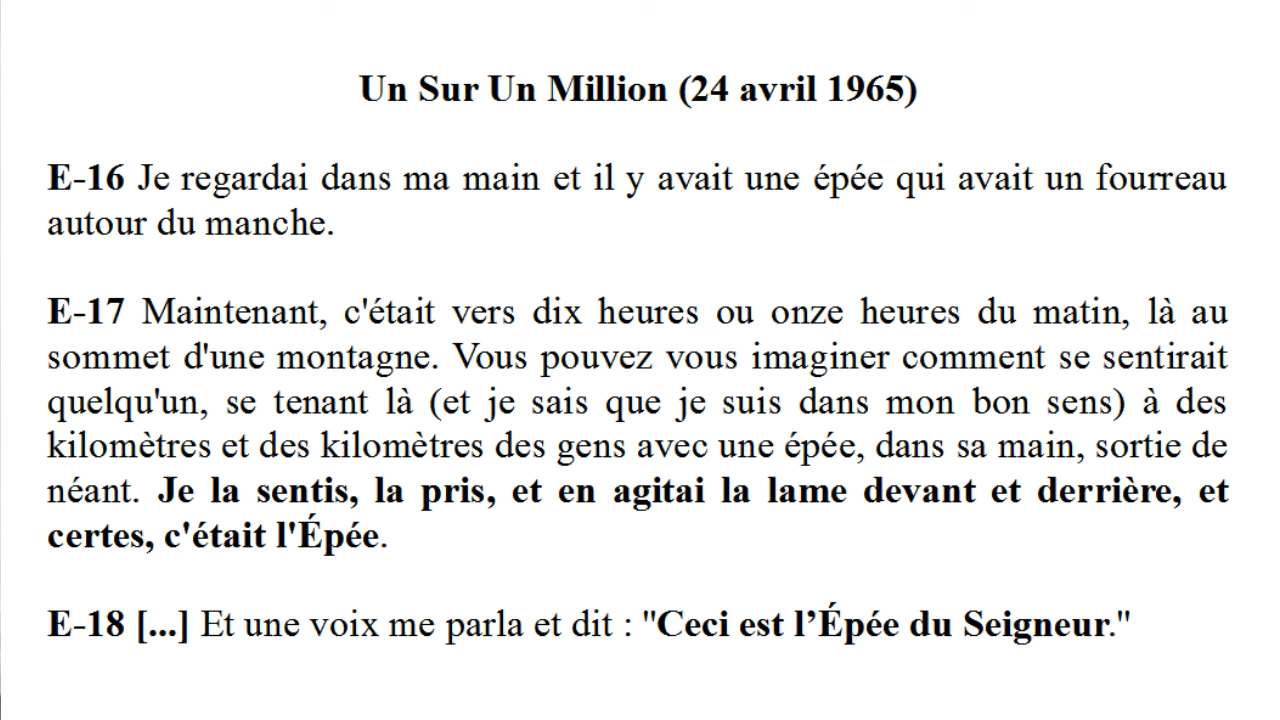 Un Sur Un Million (24 avril 1965)
E-16 Je regardai dans ma main et il y avait une épée qui avait un fourreau
autour du manche.
E-17 Maintenant, c'était vers dix heures ou onze heures du matin, là au
sommet d'une montagne. Vous pouvez vous imaginer comment se sentirait
quelqu'un, se tenant là (et je sais que je suis dans mon bon sens) à des
kilomètres et des kilomètres des gens avec une épée, dans sa main, sortie de
néant. Je la sentis, la pris, et en agitai la lame devant et derrière, et
certes, c'était l'Épée.
E-18 [...] Et une voix me parla et dit : "Ceci est l’Épée du Seigneur."